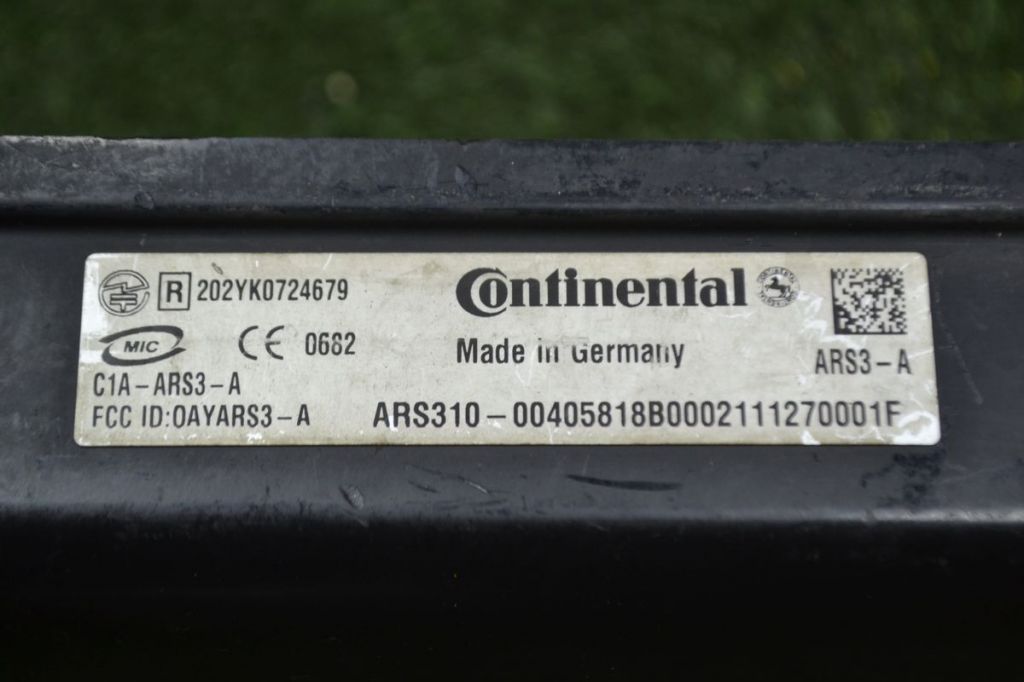 R 202YK0724679
Continental
MIC CE 0682
Made in Germany
ARS3-A
C1A-ARS3-A
FCC ID:OAYARS3-A
ARS310-00405818B0002111270001F